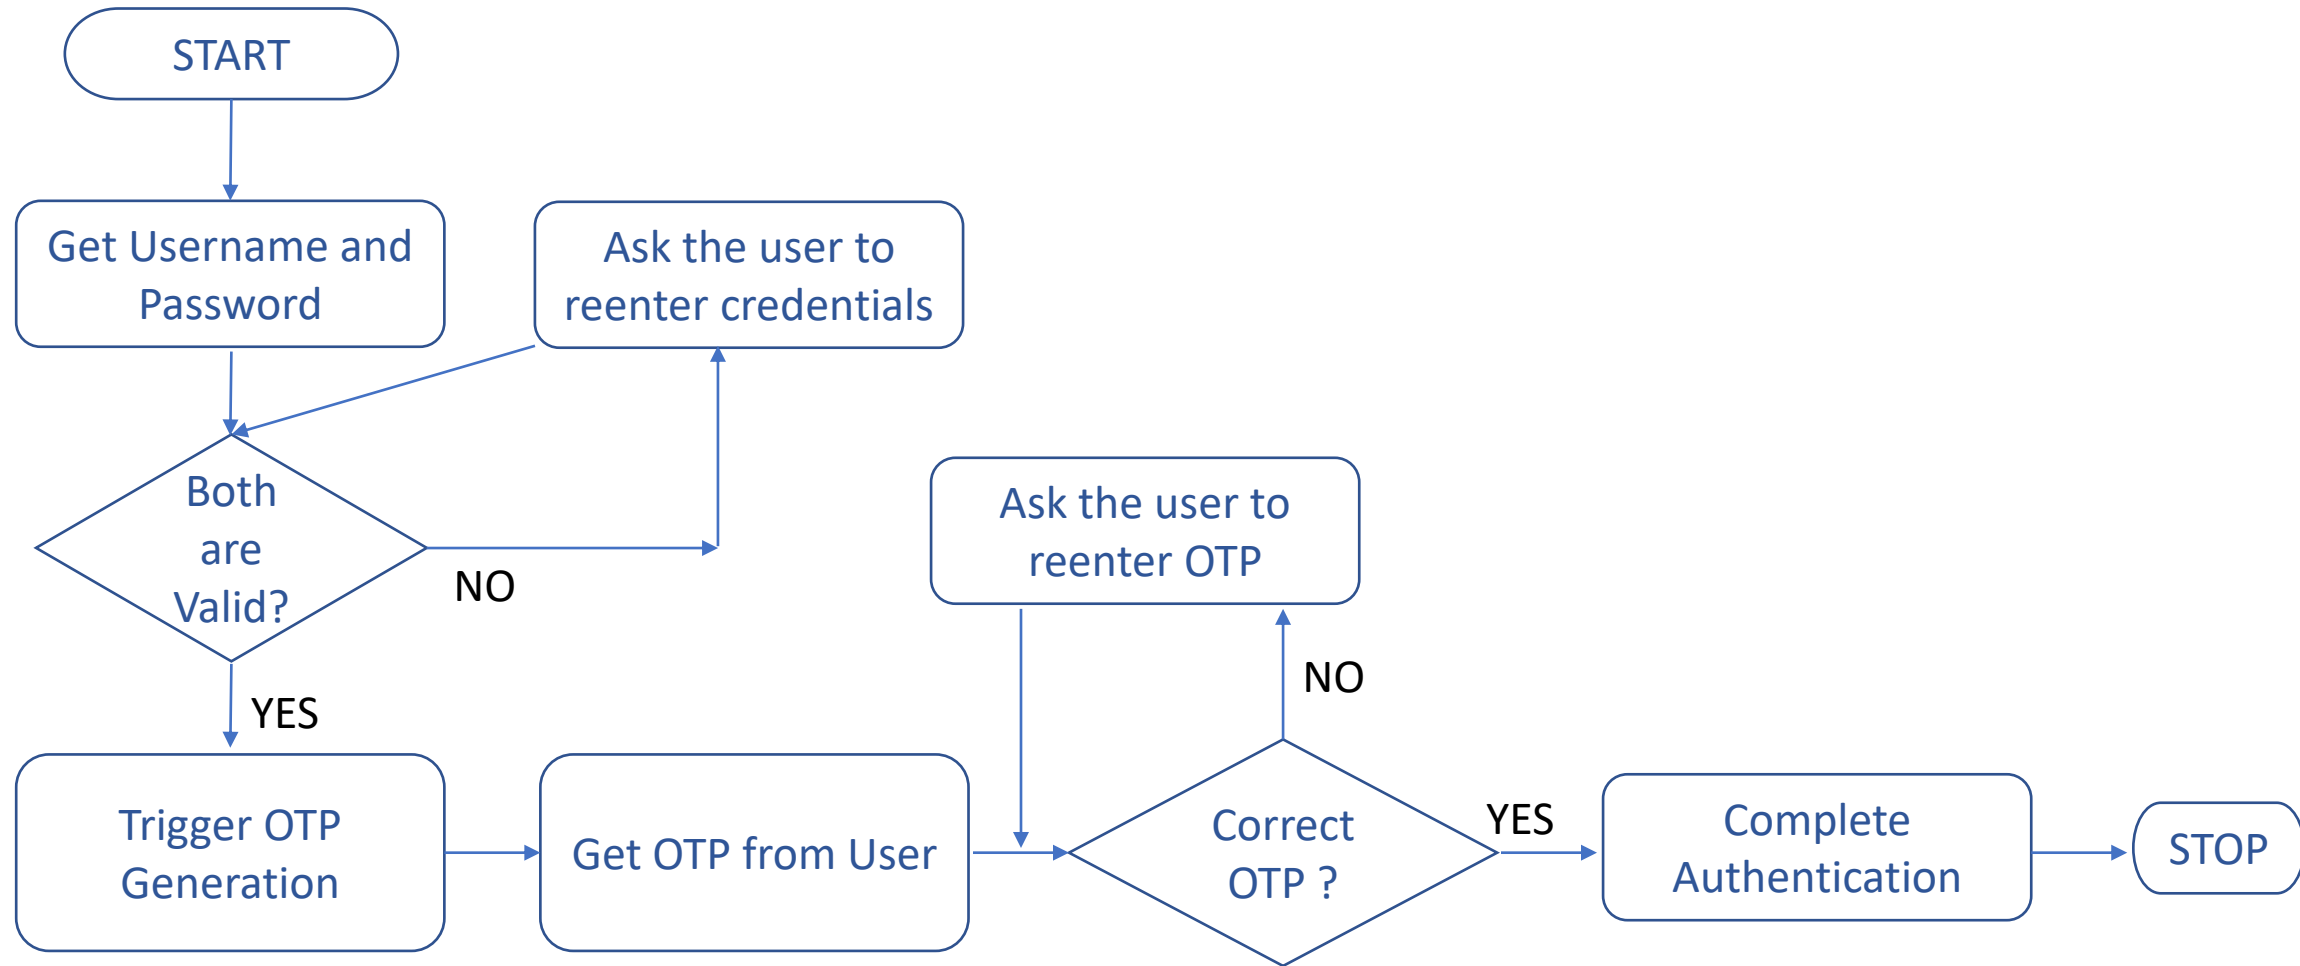 START
Get Username and
Password
Ask the user to
reenter credentials
Both
are
Valid?
NO
YES
Ask the user to
reenter OTP
NO
Trigger OTP
Generation
Get OTP from User
Correct
OTP ?
YES
Complete
Authentication
STOP